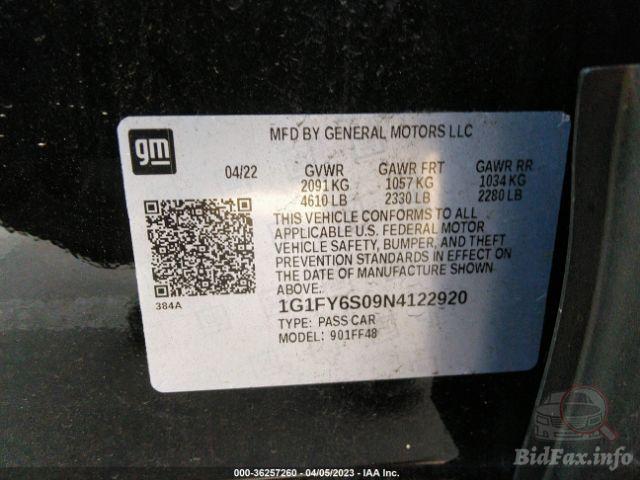 gm
MFD BY GENERAL MOTORS LLC
04/22 GVWR GAWR FRT GAWR RR
2091 KG 1057 KG 1034 KG
4610 LB 2330 LB 2280 LB
THIS VEHICLE CONFORMS TO ALL
APPLICABLE U.S. FEDERAL MOTOR
VEHICLE SAFETY, BUMPER, AND THEFT
PREVENTION STANDARDS IN EFFECT ON
THE DATE OF MANUFACTURE SHOWN
ABOVE.
384A
1G1FY6S09N4122920
TYPE: PASS CAR
MODEL: 901FF48
BidFax.info
000-36257260 - 04/05/2023 - IAA Inc.